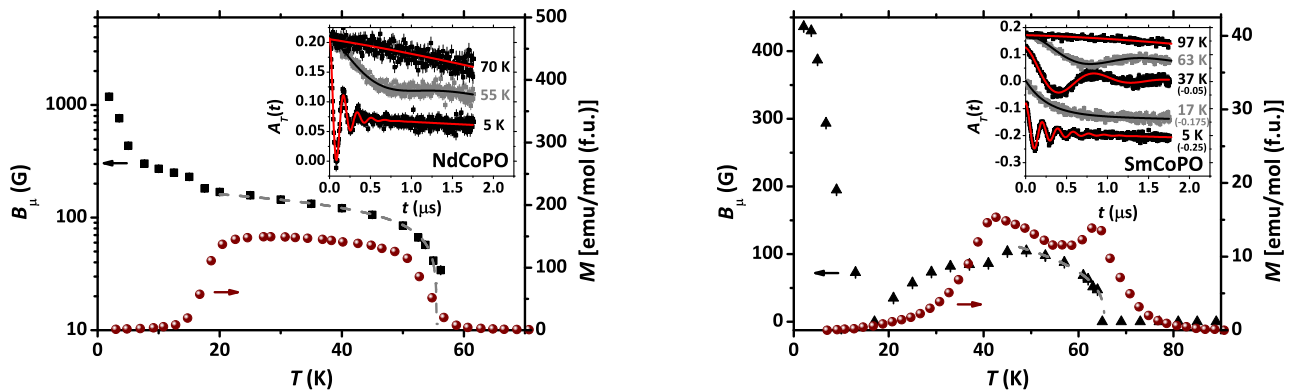 500
400
300
200
100
0
M [emu/mol (f.u.)]
1000
100
10
B_μ (G)
0 20 40 60
T (K)
0.20
0.15
0.10
0.05
0.00
A_T(t)
0.0 0.5 1.0 1.5 2.0
t (μs)
70 K
55 K
5 K
NdCoPO
400
350
300
250
200
150
100
50
0
B_μ (G)
0 20 40 60 80
T (K)
40
30
20
10
0
M [emu/mol (f.u.)]
0.2
0.1
0.0
-0.1
-0.2
-0.3
A_T(t)
0.0 0.5 1.0 1.5 2.0
t (μs)
97 K
63 K
37 K
(-0.05)
17 K
(-0.175)
5 K
(-0.25)
SmCoPO